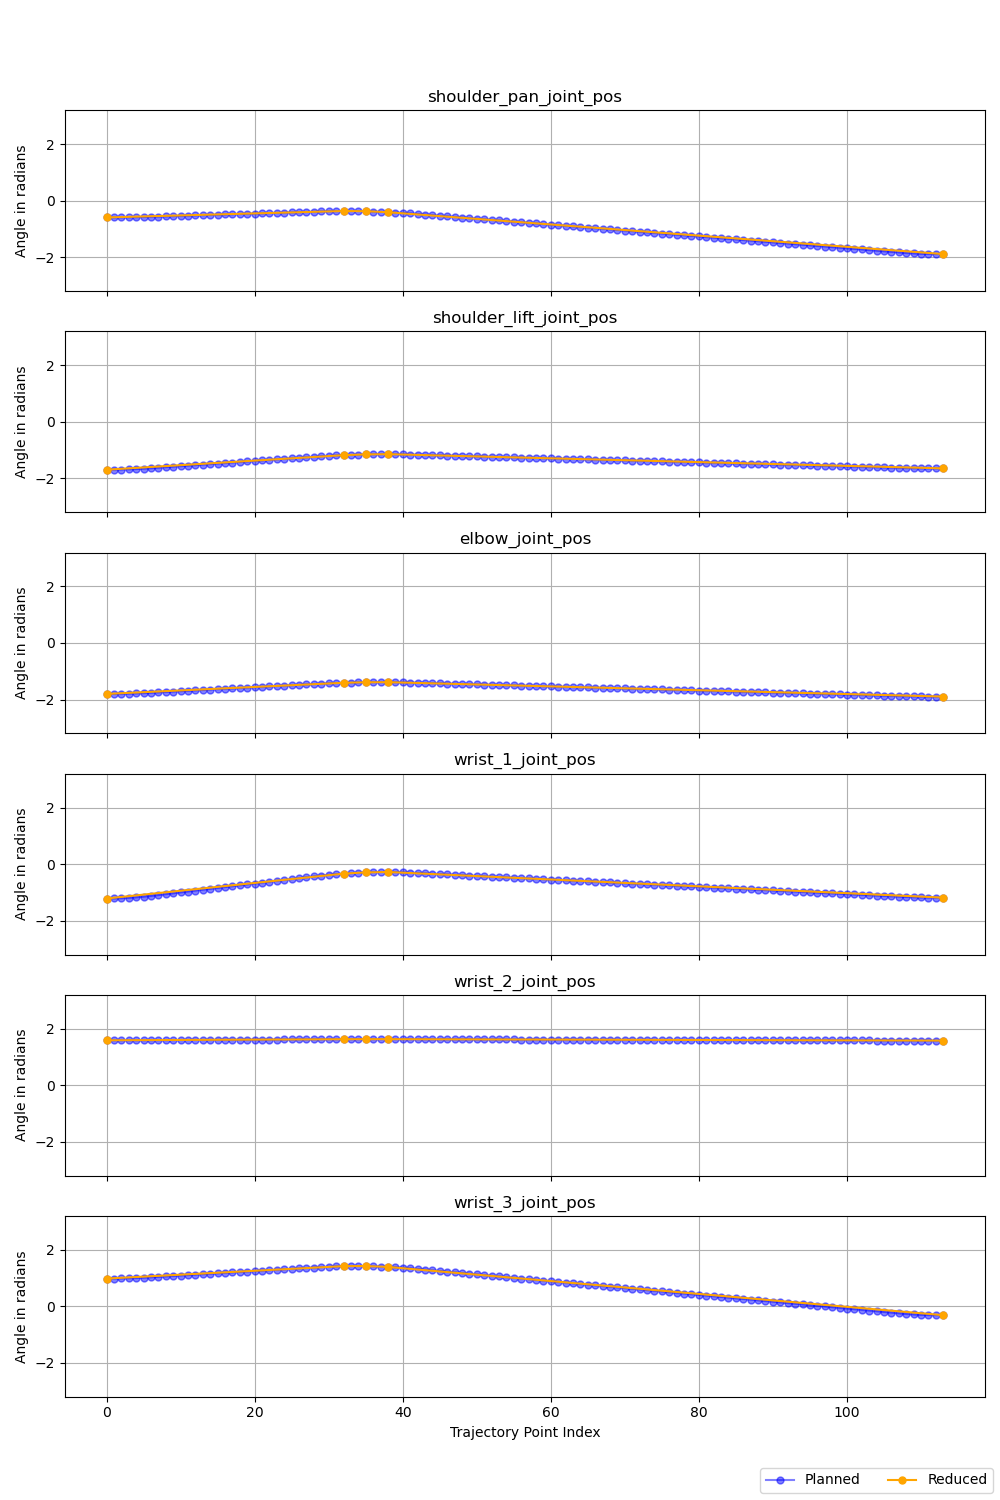 shoulder_pan_joint_pos
Angle in radians
2
0
−2
shoulder_lift_joint_pos
Angle in radians
2
0
−2
elbow_joint_pos
Angle in radians
2
0
−2
wrist_1_joint_pos
Angle in radians
2
0
−2
wrist_2_joint_pos
Angle in radians
2
0
−2
wrist_3_joint_pos
Angle in radians
2
0
−2
0 20 40 60 80 100
Trajectory Point Index
Planned Reduced